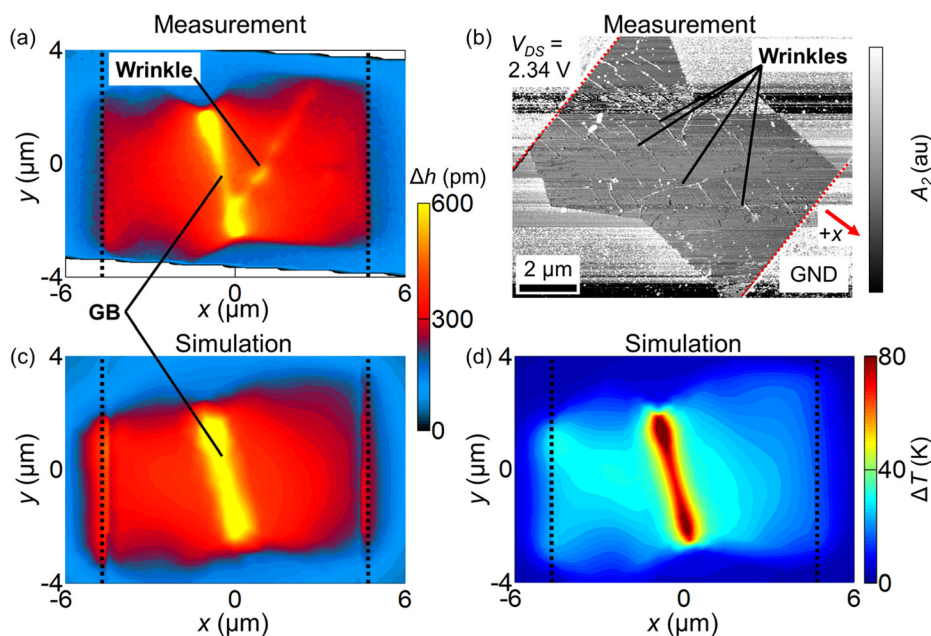 Measurement
(a)
Wrinkle
4
2
0
-2
-4
y (µm)
-6
0
6
x (µm)
GB
Δh (pm)
600
300
0
Measurement
(b)
V_DS =
2.34 V
Wrinkles
2 µm
+x
GND
A_2 (au)
Simulation
(c)
4
0
-4
y (µm)
-6
0
6
x (µm)
Simulation
(d)
4
0
-4
y (µm)
-6
0
6
x (µm)
80
40
0
ΔT (K)